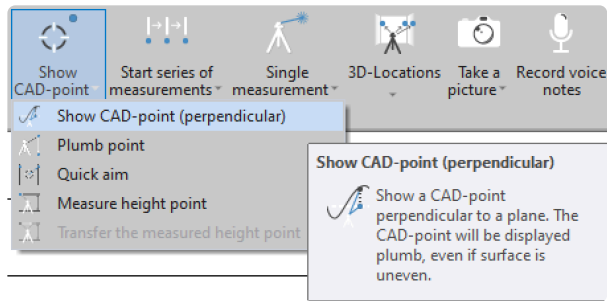 Show
CAD-point
Start series of
measurements
Single
measurement
3D-Locations
Take a
picture
Record voice
notes
Show CAD-point (perpendicular)
Plumb point
Quick aim
Measure height point
Transfer the measured height point
Show CAD-point (perpendicular)
Show a CAD-point
perpendicular to a plane. The
CAD-point will be displayed
plumb, even if surface is
uneven.